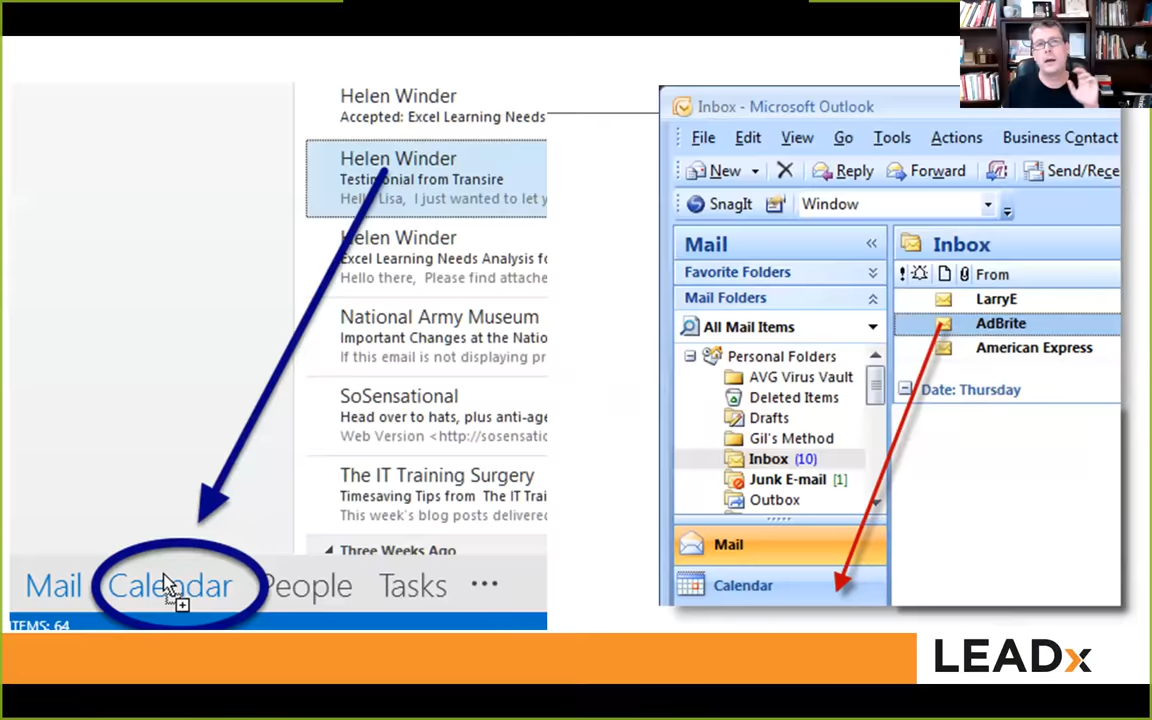 Helen Winder
Accepted: Excel Learning Needs
Helen Winder
Testimonial from Transire
Hello Lisa, I just wanted to let y
Helen Winder
Excel Learning Needs Analysis fo
Hello there, Please find attache
National Army Museum
Important Changes at the Natio
If this email is not displaying pr
SoSensational
Head over to hats, plus anti-age
Web Version <http://sosensatio
The IT Training Surgery
Timesaving Tips from The IT Trai
This week's blog posts delivered
Three Weeks Ago
Mail Calendar People Tasks •••
ITEMS: 64
Inbox - Microsoft Outlook
File Edit View Go Tools Actions Business Contact
New Reply Forward Send/Rece
SnagIt Window
Mail «
Favorite Folders
Mail Folders
All Mail Items
Personal Folders
AVG Virus Vault
Deleted Items
Drafts
Gil's Method
Inbox (10)
Junk E-mail [1]
Outbox
Mail
Calendar
Inbox
! From
LarryE
AdBrite
American Express
Date: Thursday
LEADx